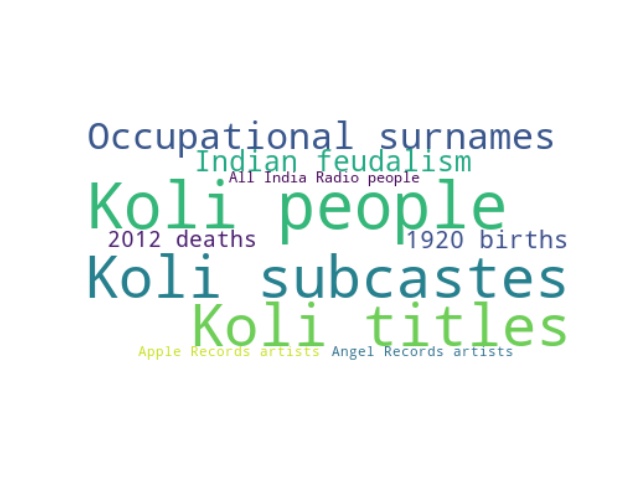 Occupational surnames
Indian feudalism
All India Radio people
Koli people
2012 deaths 1920 births
Koli subcastes
Koli titles
Apple Records artists Angel Records artists